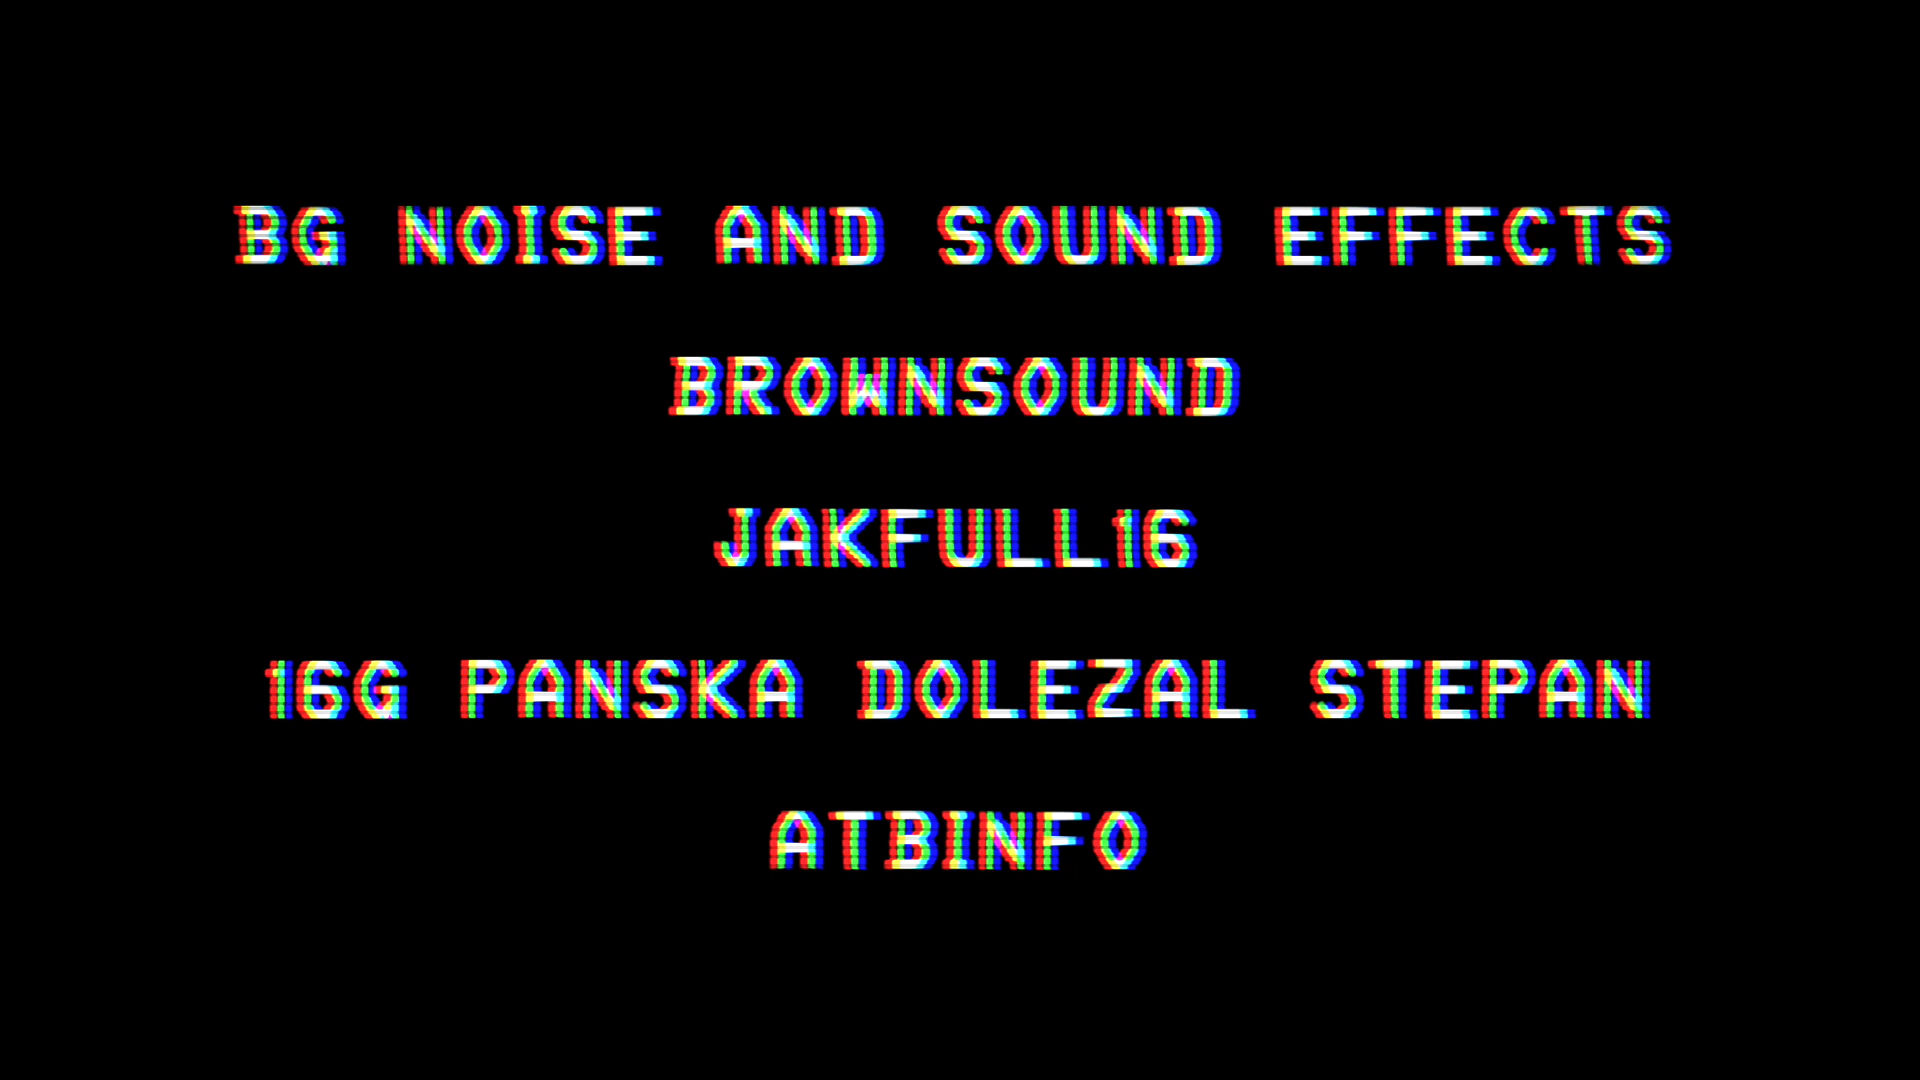 BG NOISE AND SOUND EFFECTS
BROWNSOUND
JAKFULL16
16G PANSKA DOLEZAL STEPAN
ATBINFO